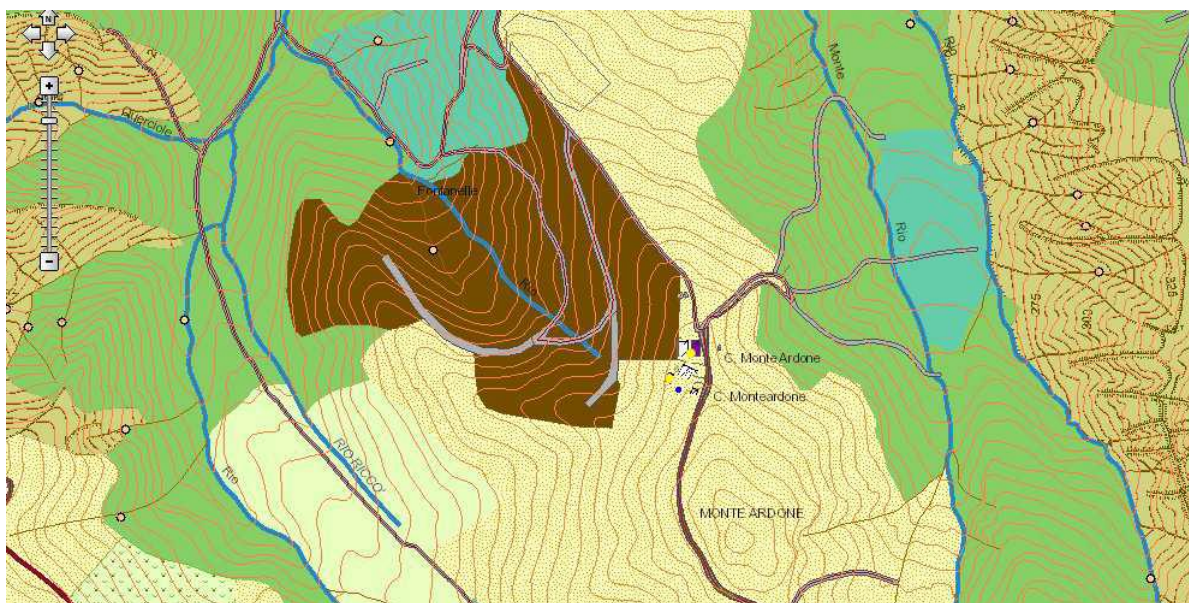 N
Monte
Rio
Querciole
Fontanelle
Rio
Rio
275
300
325
C. Monte Ardone
C. Monteardone
RIO RICCO'
Rio
MONTE ARDONE